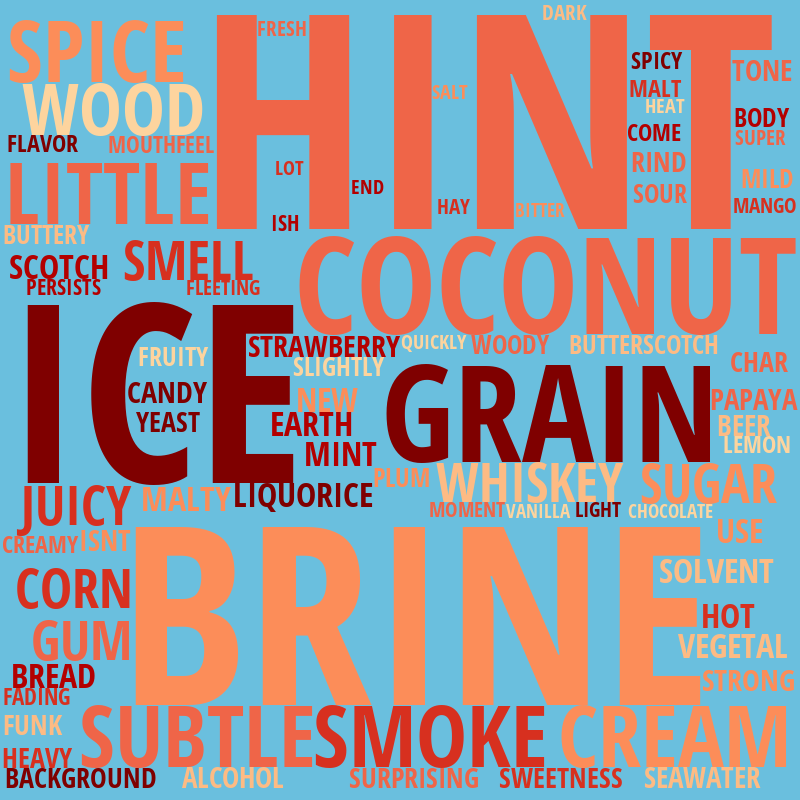 DARK
SPICE
HINT
FRESH
SPICY
TONE
WOOD
SALT
MALT
HEAT
BODY
COME
SUPER
FLAVOR
MOUTHFEEL
LOT
RIND
LITTLE
END
SOUR
MILD
HAY
BITTER
MANGO
ISH
BUTTERY
SCOTCH
SMELL
COCONUT
PERSISTS
FLEETING
ICE
STRAWBERRY
QUICKLY
WOODY
BUTTERSCOTCH
FRUITY
SLIGHTLY
CHAR
CANDY
NEW
GRAIN
PAPAYA
YEAST
EARTH
BEER
MINT
LEMON
PLUM
WHISKEY
SUGAR
JUICY
MALTY
LIQUORICE
MOMENT
VANILLA
LIGHT
CHOCOLATE
CREAMY
ISNT
USE
BRINE
CORN
SOLVENT
HOT
GUM
VEGETAL
BREAD
STRONG
FADING
FUNK
SUBTLE
SMOKE
CREAM
HEAVY
BACKGROUND
ALCOHOL
SURPRISING
SWEETNESS
SEAWATER